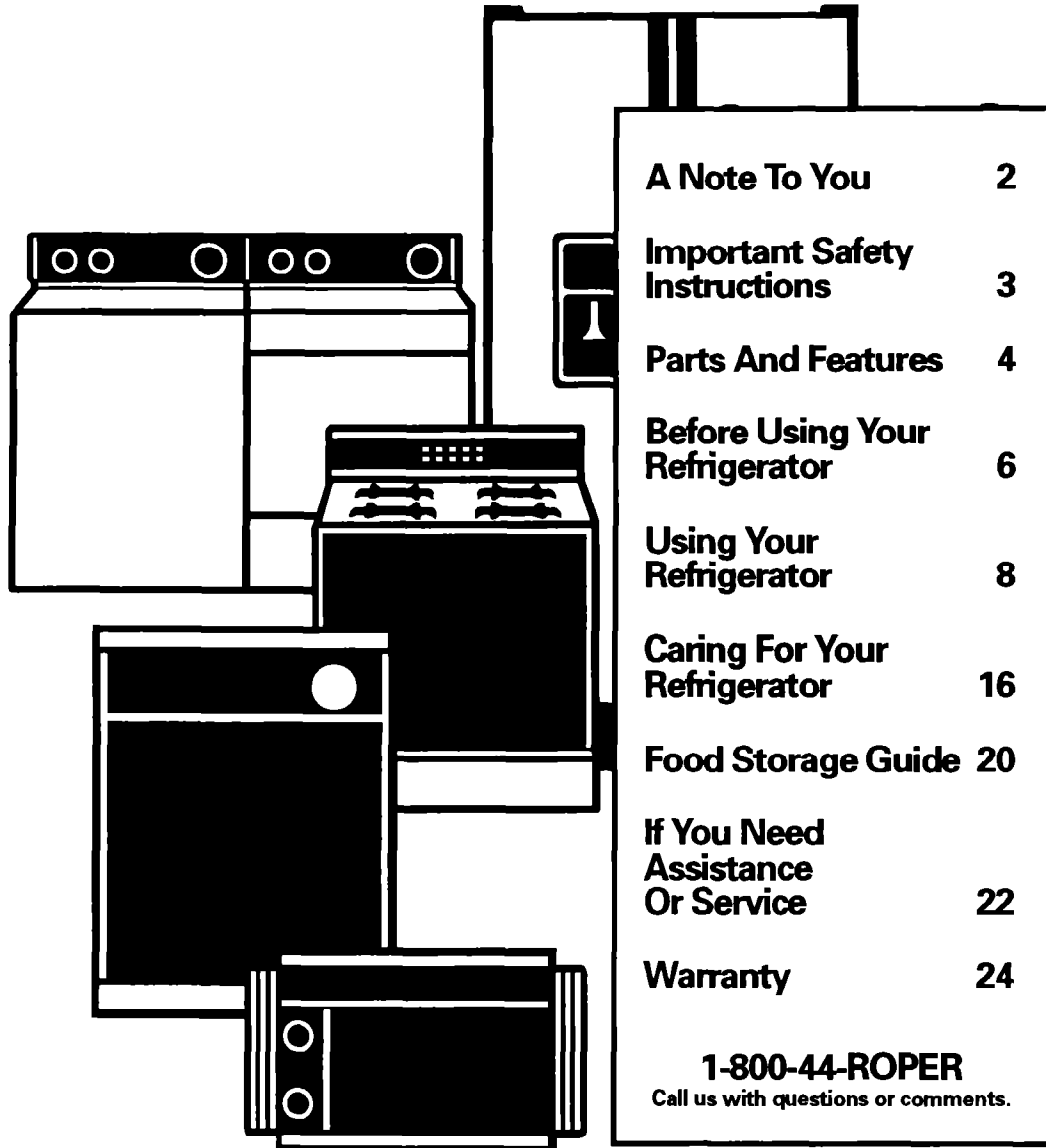 A Note To You 2
Important Safety
Instructions 3
Parts And Features 4
Before Using Your
Refrigerator 6
Using Your
Refrigerator 8
Caring For Your
Refrigerator 16
Food Storage Guide 20
If You Need
Assistance
Or Service 22
Warranty 24
1-800-44-ROPER
Call us with questions or comments.